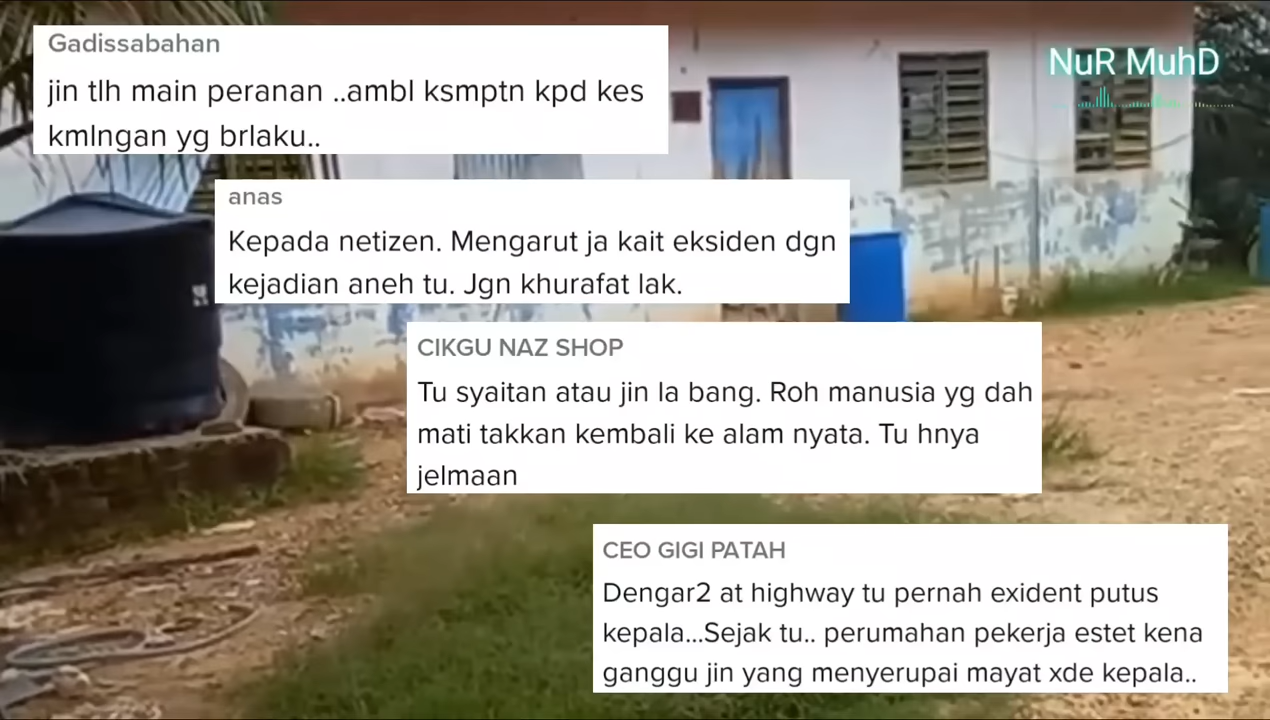 Gadissabahan
jin tlh main peranan ..ambl ksmptn kpd kes
kmlngan yg brlaku..
NuR MuhD
anas
Kepada netizen. Mengarut ja kait eksiden dgn
kejadian aneh tu. Jgn khurafat lak.
CIKGU NAZ SHOP
Tu syaitan atau jin la bang. Roh manusia yg dah
mati takkan kembali ke alam nyata. Tu hnya
jelmaan
CEO GIGI PATAH
Dengar2 at highway tu pernah exident putus
kepala...Sejak tu.. perumahan pekerja estet kena
ganggu jin yang menyerupai mayat xde kepala..